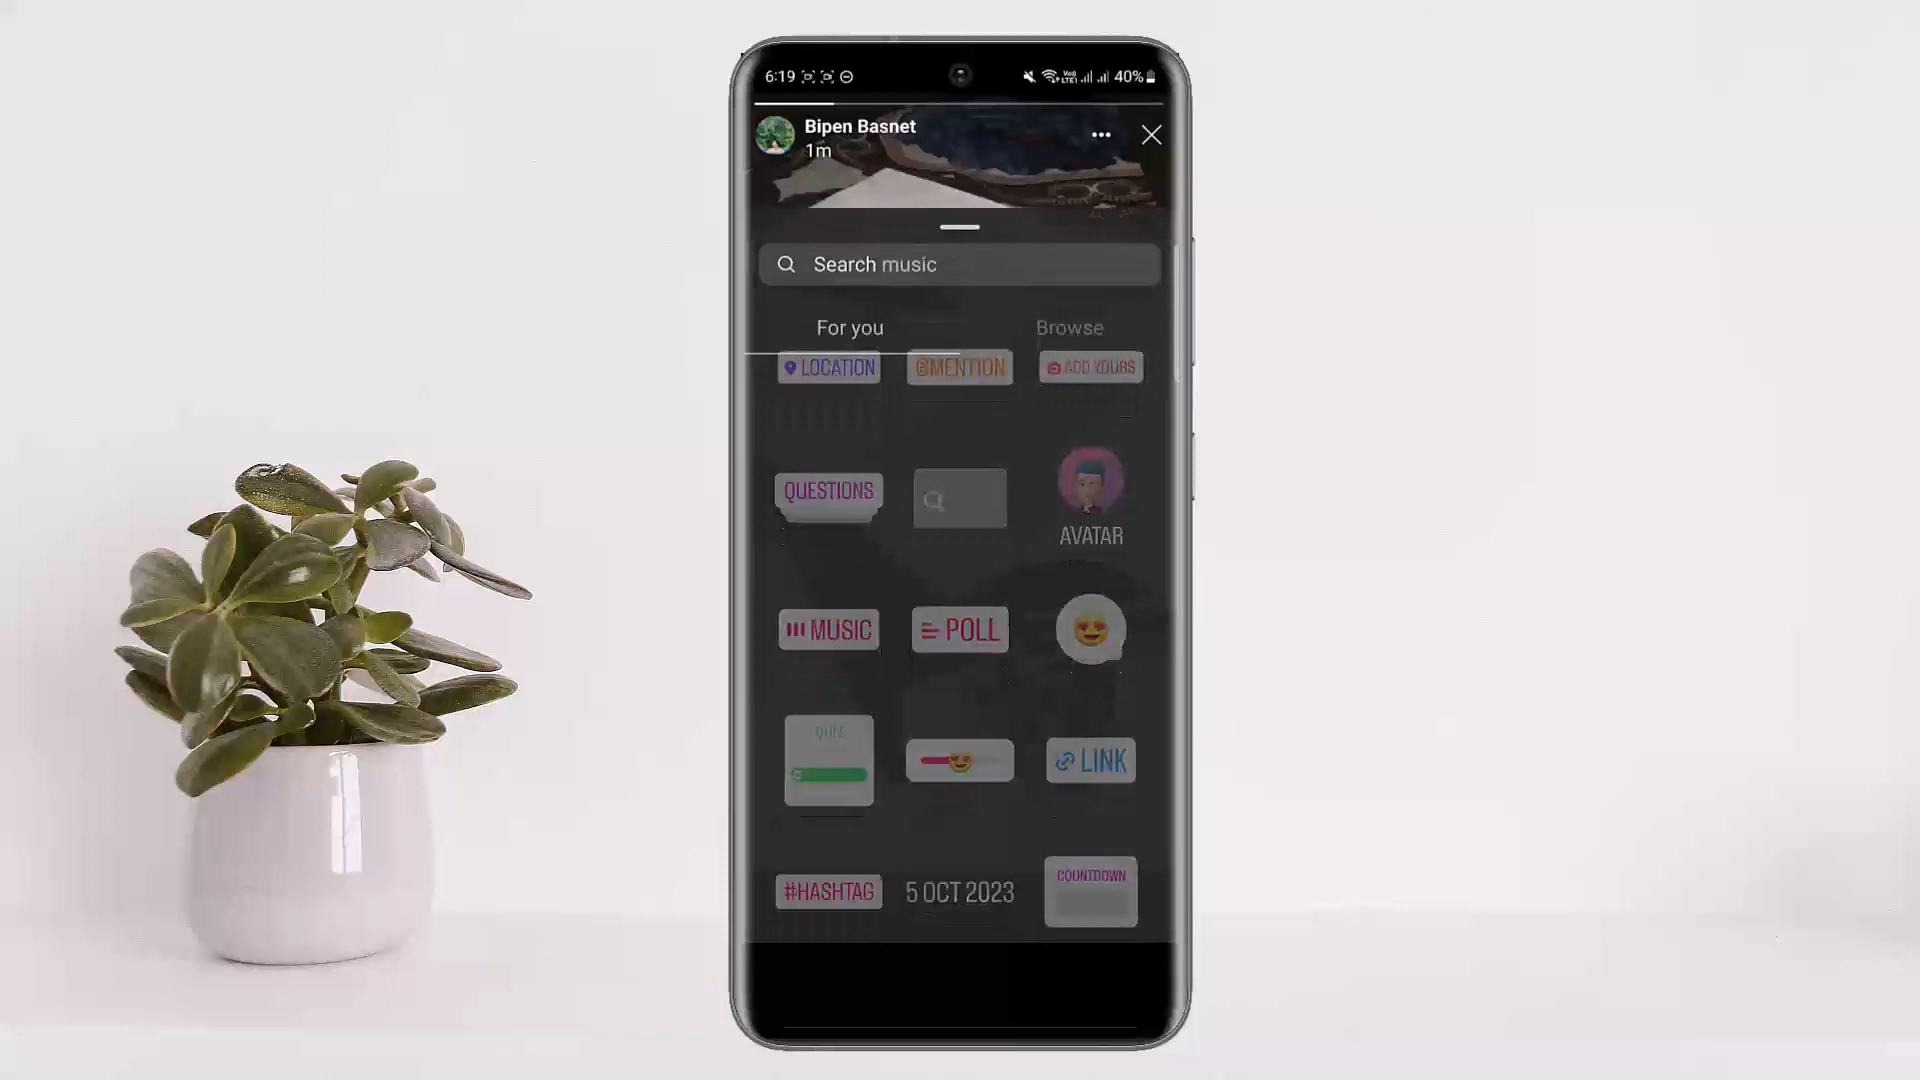 6:19 40%
Bipen Basnet
1m
Search music
For you Browse
LOCATION @MENTION ADD YOURS
QUESTIONS
AVATAR
MUSIC POLL
QUIZ
LINK
#HASHTAG 5 OCT 2023 COUNTDOWN